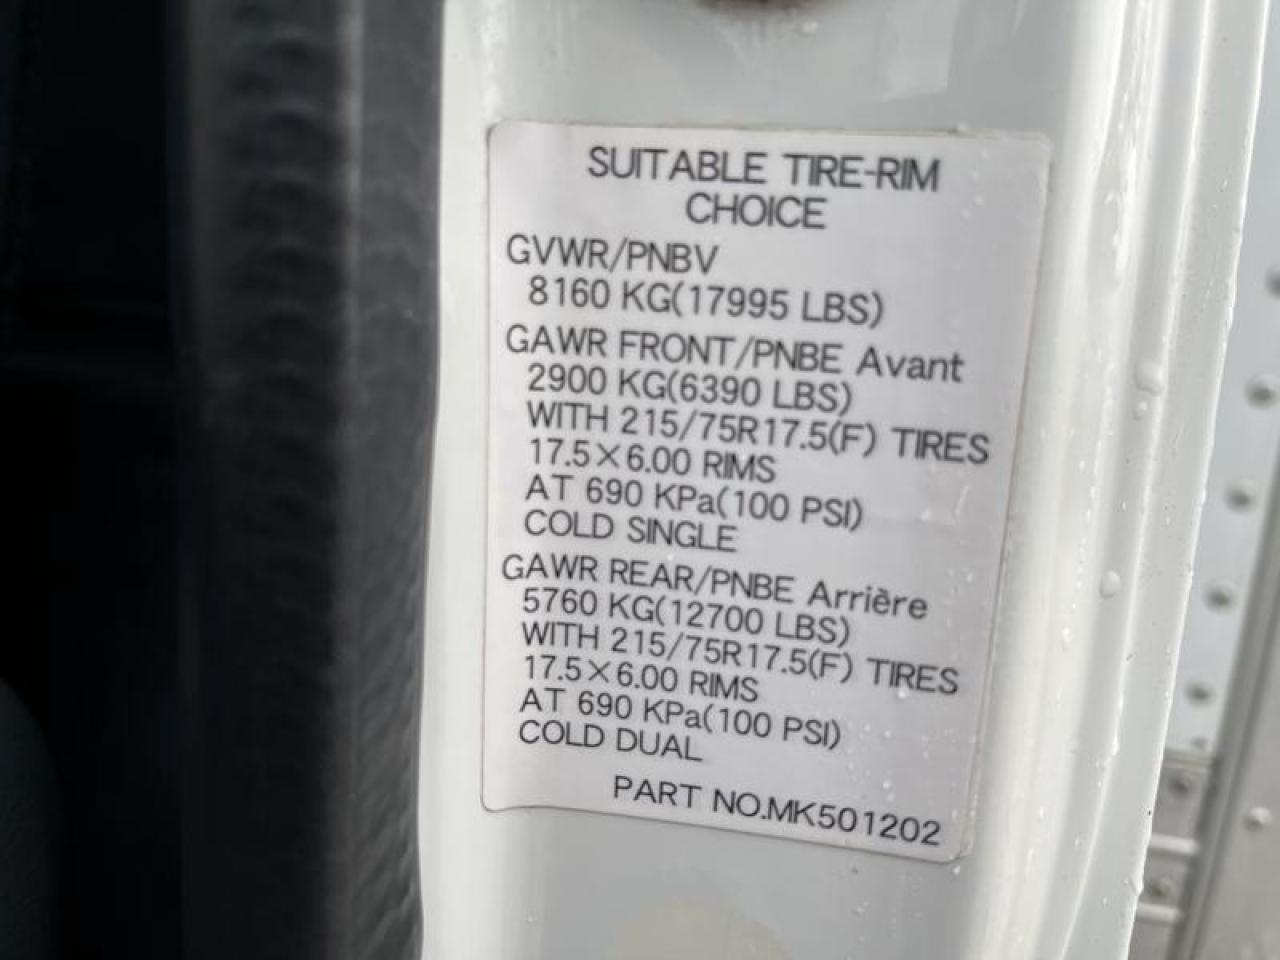 SUITABLE TIRE-RIM
CHOICE
GVWR/PNBV
8160 KG(17995 LBS)
GAWR FRONT/PNBE Avant
2900 KG(6390 LBS)
WITH 215/75R17.5(F) TIRES
17.5×6.00 RIMS
AT 690 KPa(100 PSI)
COLD SINGLE
GAWR REAR/PNBE Arrière
5760 KG(12700 LBS)
WITH 215/75R17.5(F) TIRES
17.5×6.00 RIMS
AT 690 KPa(100 PSI)
COLD DUAL
PART NO.MK501202